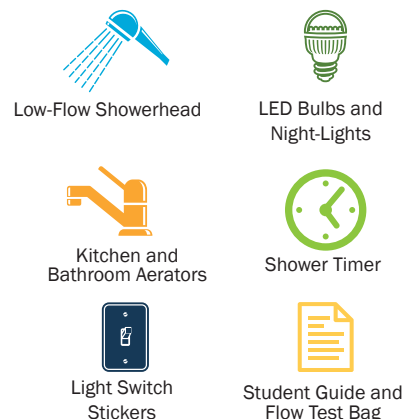 Low-Flow Showerhead
LED Bulbs and
Night-Lights
Kitchen and
Bathroom Aerators
Shower Timer
Light Switch
Stickers
Student Guide and
Flow Test Bag